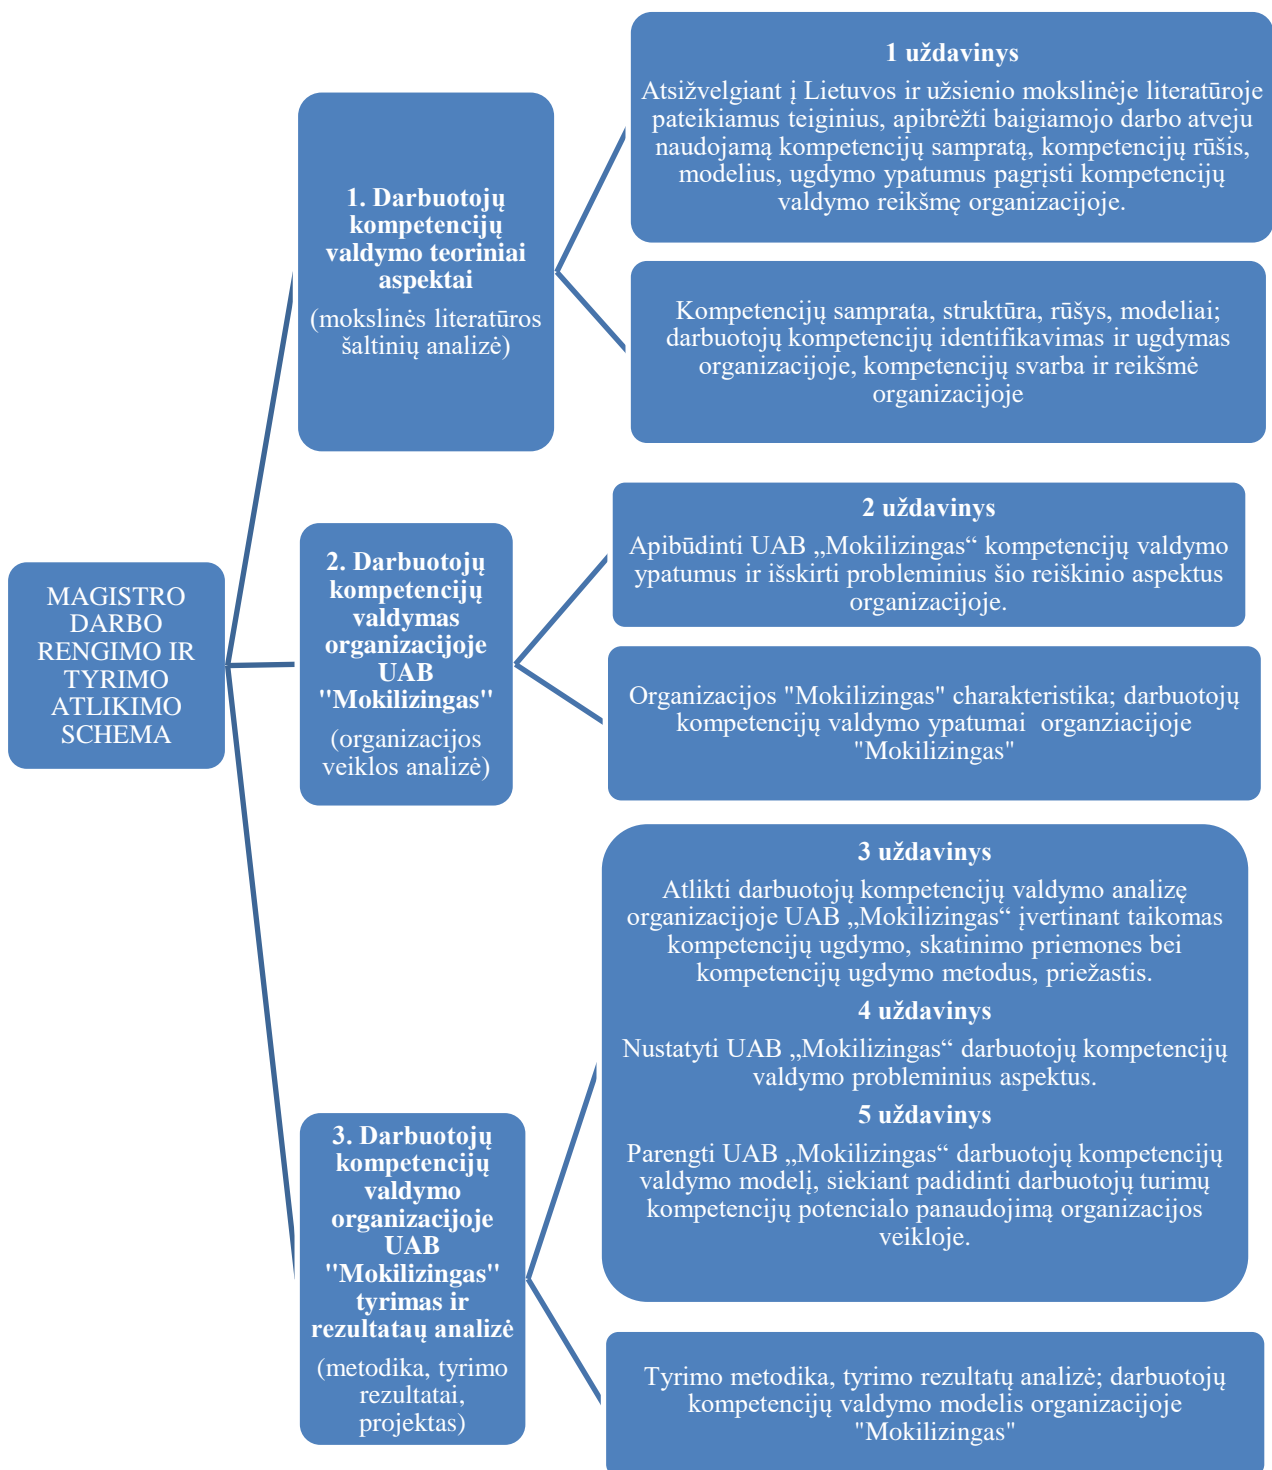 MAGISTRO
DARBO
RENGIMO IR
TYRIMO
ATLIKIMO
SCHEMA
1. Darbuotojų
kompetencijų
valdymo teoriniai
aspektai
(mokslinės literatūros
šaltinių analizė)
1 uždavinys
Atsižvelgiant į Lietuvos ir užsienio mokslinėje literatūroje
pateikiamus teiginius, apibrėžti baigiamojo darbo atveju
naudojamą kompetencijų sampratą, kompetencijų rūšis,
modelius, ugdymo ypatumus pagrįsti kompetencijų
valdymo reikšmę organizacijoje.
Kompetencijų samprata, struktūra, rūšys, modeliai;
darbuotojų kompetencijų identifikavimas ir ugdymas
organizacijoje, kompetencijų svarba ir reikšmė
organizacijoje
2. Darbuotojų
kompetencijų
valdymas
organizacijoje
UAB
"Mokilizingas"
(organizacijos
veiklos analizė)
2 uždavinys
Apibūdinti UAB „Mokilizingas“ kompetencijų valdymo
ypatumus ir išskirti probleminius šio reiškinio aspektus
organizacijoje.
Organizacijos "Mokilizingas" charakteristika; darbuotojų
kompetencijų valdymo ypatumai organziacijoje
"Mokilizingas"
3. Darbuotojų
kompetencijų
valdymo
organizacijoje
UAB
"Mokilizingas"
tyrimas ir
rezultataų analizė
(metodika, tyrimo
rezultatai,
projektas)
3 uždavinys
Atlikti darbuotojų kompetencijų valdymo analizę
organizacijoje UAB „Mokilizingas“ įvertinant taikomas
kompetencijų ugdymo, skatinimo priemones bei
kompetencijų ugdymo metodus, priežastis.
4 uždavinys
Nustatyti UAB „Mokilizingas“ darbuotojų kompetencijų
valdymo probleminius aspektus.
5 uždavinys
Parengti UAB „Mokilizingas“ darbuotojų kompetencijų
valdymo modelį, siekiant padidinti darbuotojų turimų
kompetencijų potencialo panaudojimą organizacijos
veikloje.
Tyrimo metodika, tyrimo rezultatų analizė; darbuotojų
kompetencijų valdymo modelis organizacijoje
"Mokilizingas"